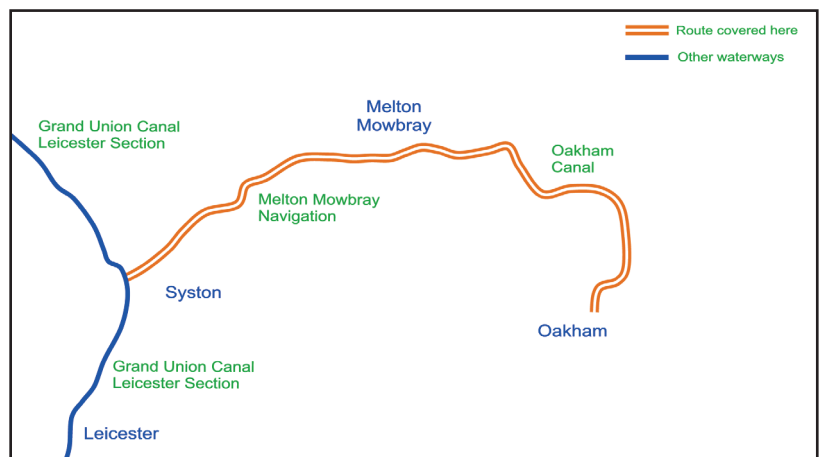 Route covered here
Other waterways
Melton
Mowbray
Grand Union Canal
Leicester Section
Oakham
Canal
Melton Mowbray
Navigation
Syston
Oakham
Grand Union Canal
Leicester Section
Leicester